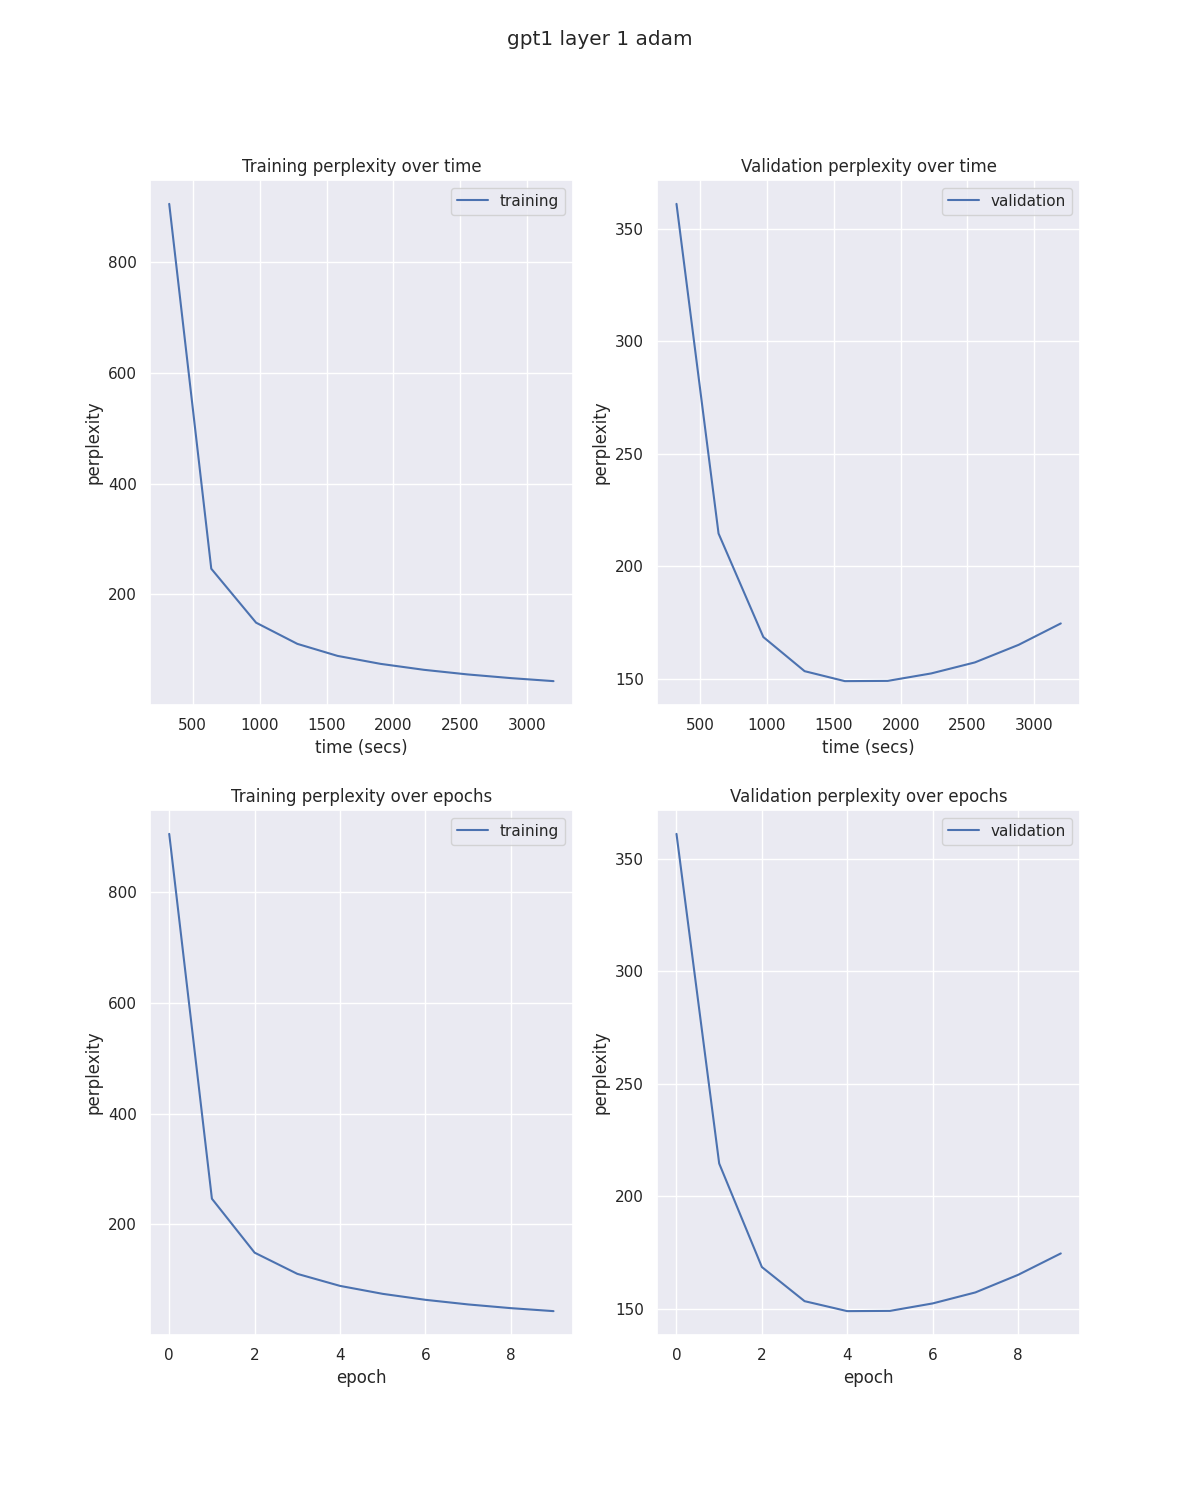 gpt1 layer 1 adam
Training perplexity over time
training
perplexity
800
600
400
200
500 1000 1500 2000 2500 3000
time (secs)
Validation perplexity over time
validation
perplexity
350
300
250
200
150
500 1000 1500 2000 2500 3000
time (secs)
Training perplexity over epochs
training
perplexity
800
600
400
200
0 2 4 6 8
epoch
Validation perplexity over epochs
validation
perplexity
350
300
250
200
150
0 2 4 6 8
epoch